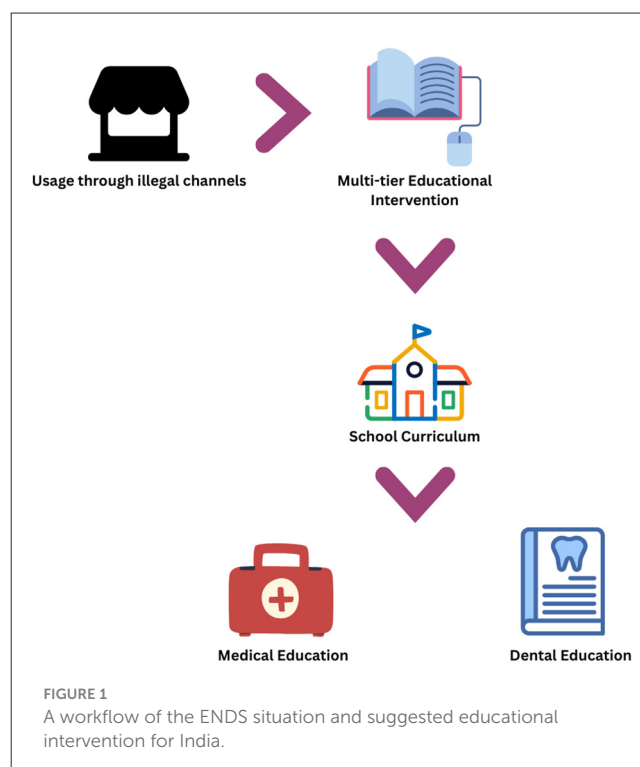 Usage through illegal channels
Multi-tier Educational
Intervention
School Curriculum
Medical Education
Dental Education
FIGURE 1
A workflow of the ENDS situation and suggested educational
intervention for India.